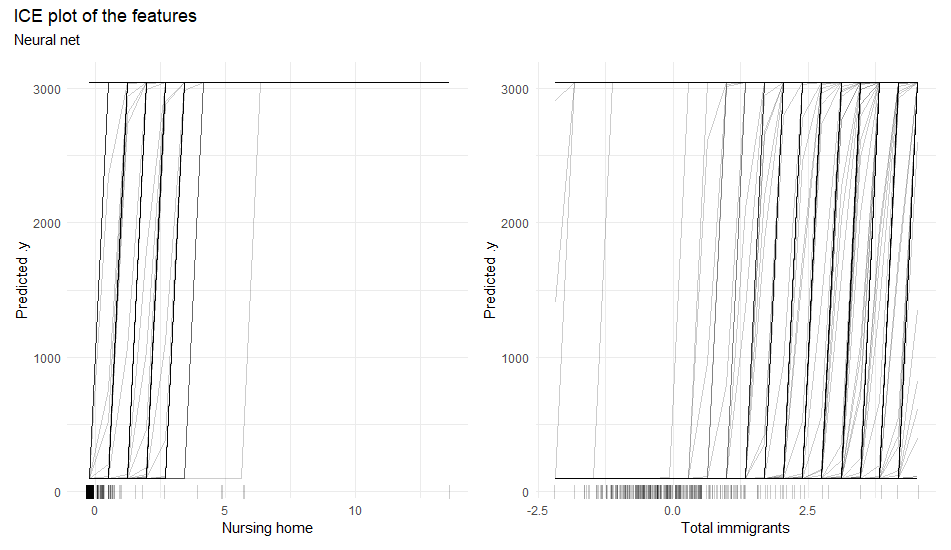 ICE plot of the features
Neural net
3000
2000
1000
0
Predicted .y
0
5
10
Nursing home
3000
2000
1000
0
Predicted .y
-2.5
0.0
2.5
Total immigrants